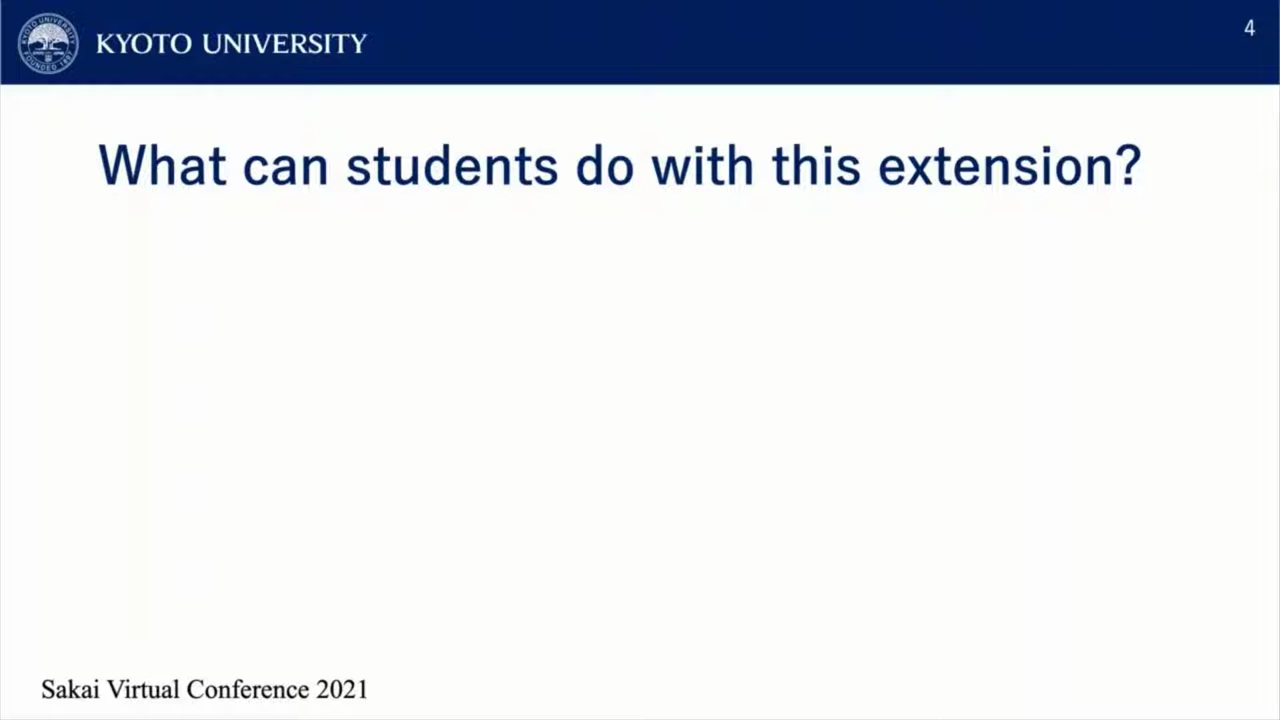 KYOTO UNIVERSITY
4
What can students do with this extension?
Sakai Virtual Conference 2021